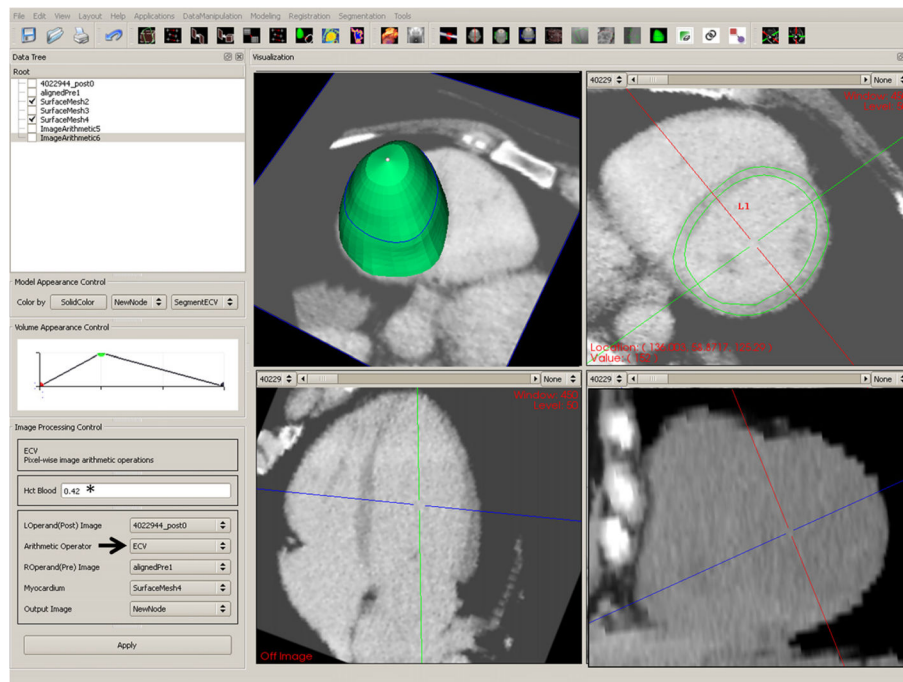 File Edit View Layout Help Applications DataManipulation Modeling Registration Segmentation Tools
Data Tree
Root
4022944_post0
alignedPre1
SurfaceMesh2
SurfaceMesh3
SurfaceMesh4
ImageArithmetic5
ImageArithmetic6
Model Appearance Control
Color by SolidColor NewNode SegmentECV
Volume Appearance Control
Image Processing Control
ECV
Pixel-wise image arithmetic operations
Hct Blood 0.42 *
LOperand(Post) Image 4022944_post0
Arithmetic Operator ECV
ROperand(Pre) Image alignedPre1
Myocardium SurfaceMesh4
Output Image NewNode
Apply
Visualization
40229 None
L1
Location: (
Value: (
40229 None
Window: 450
Level: 50
Off Image
40229 None